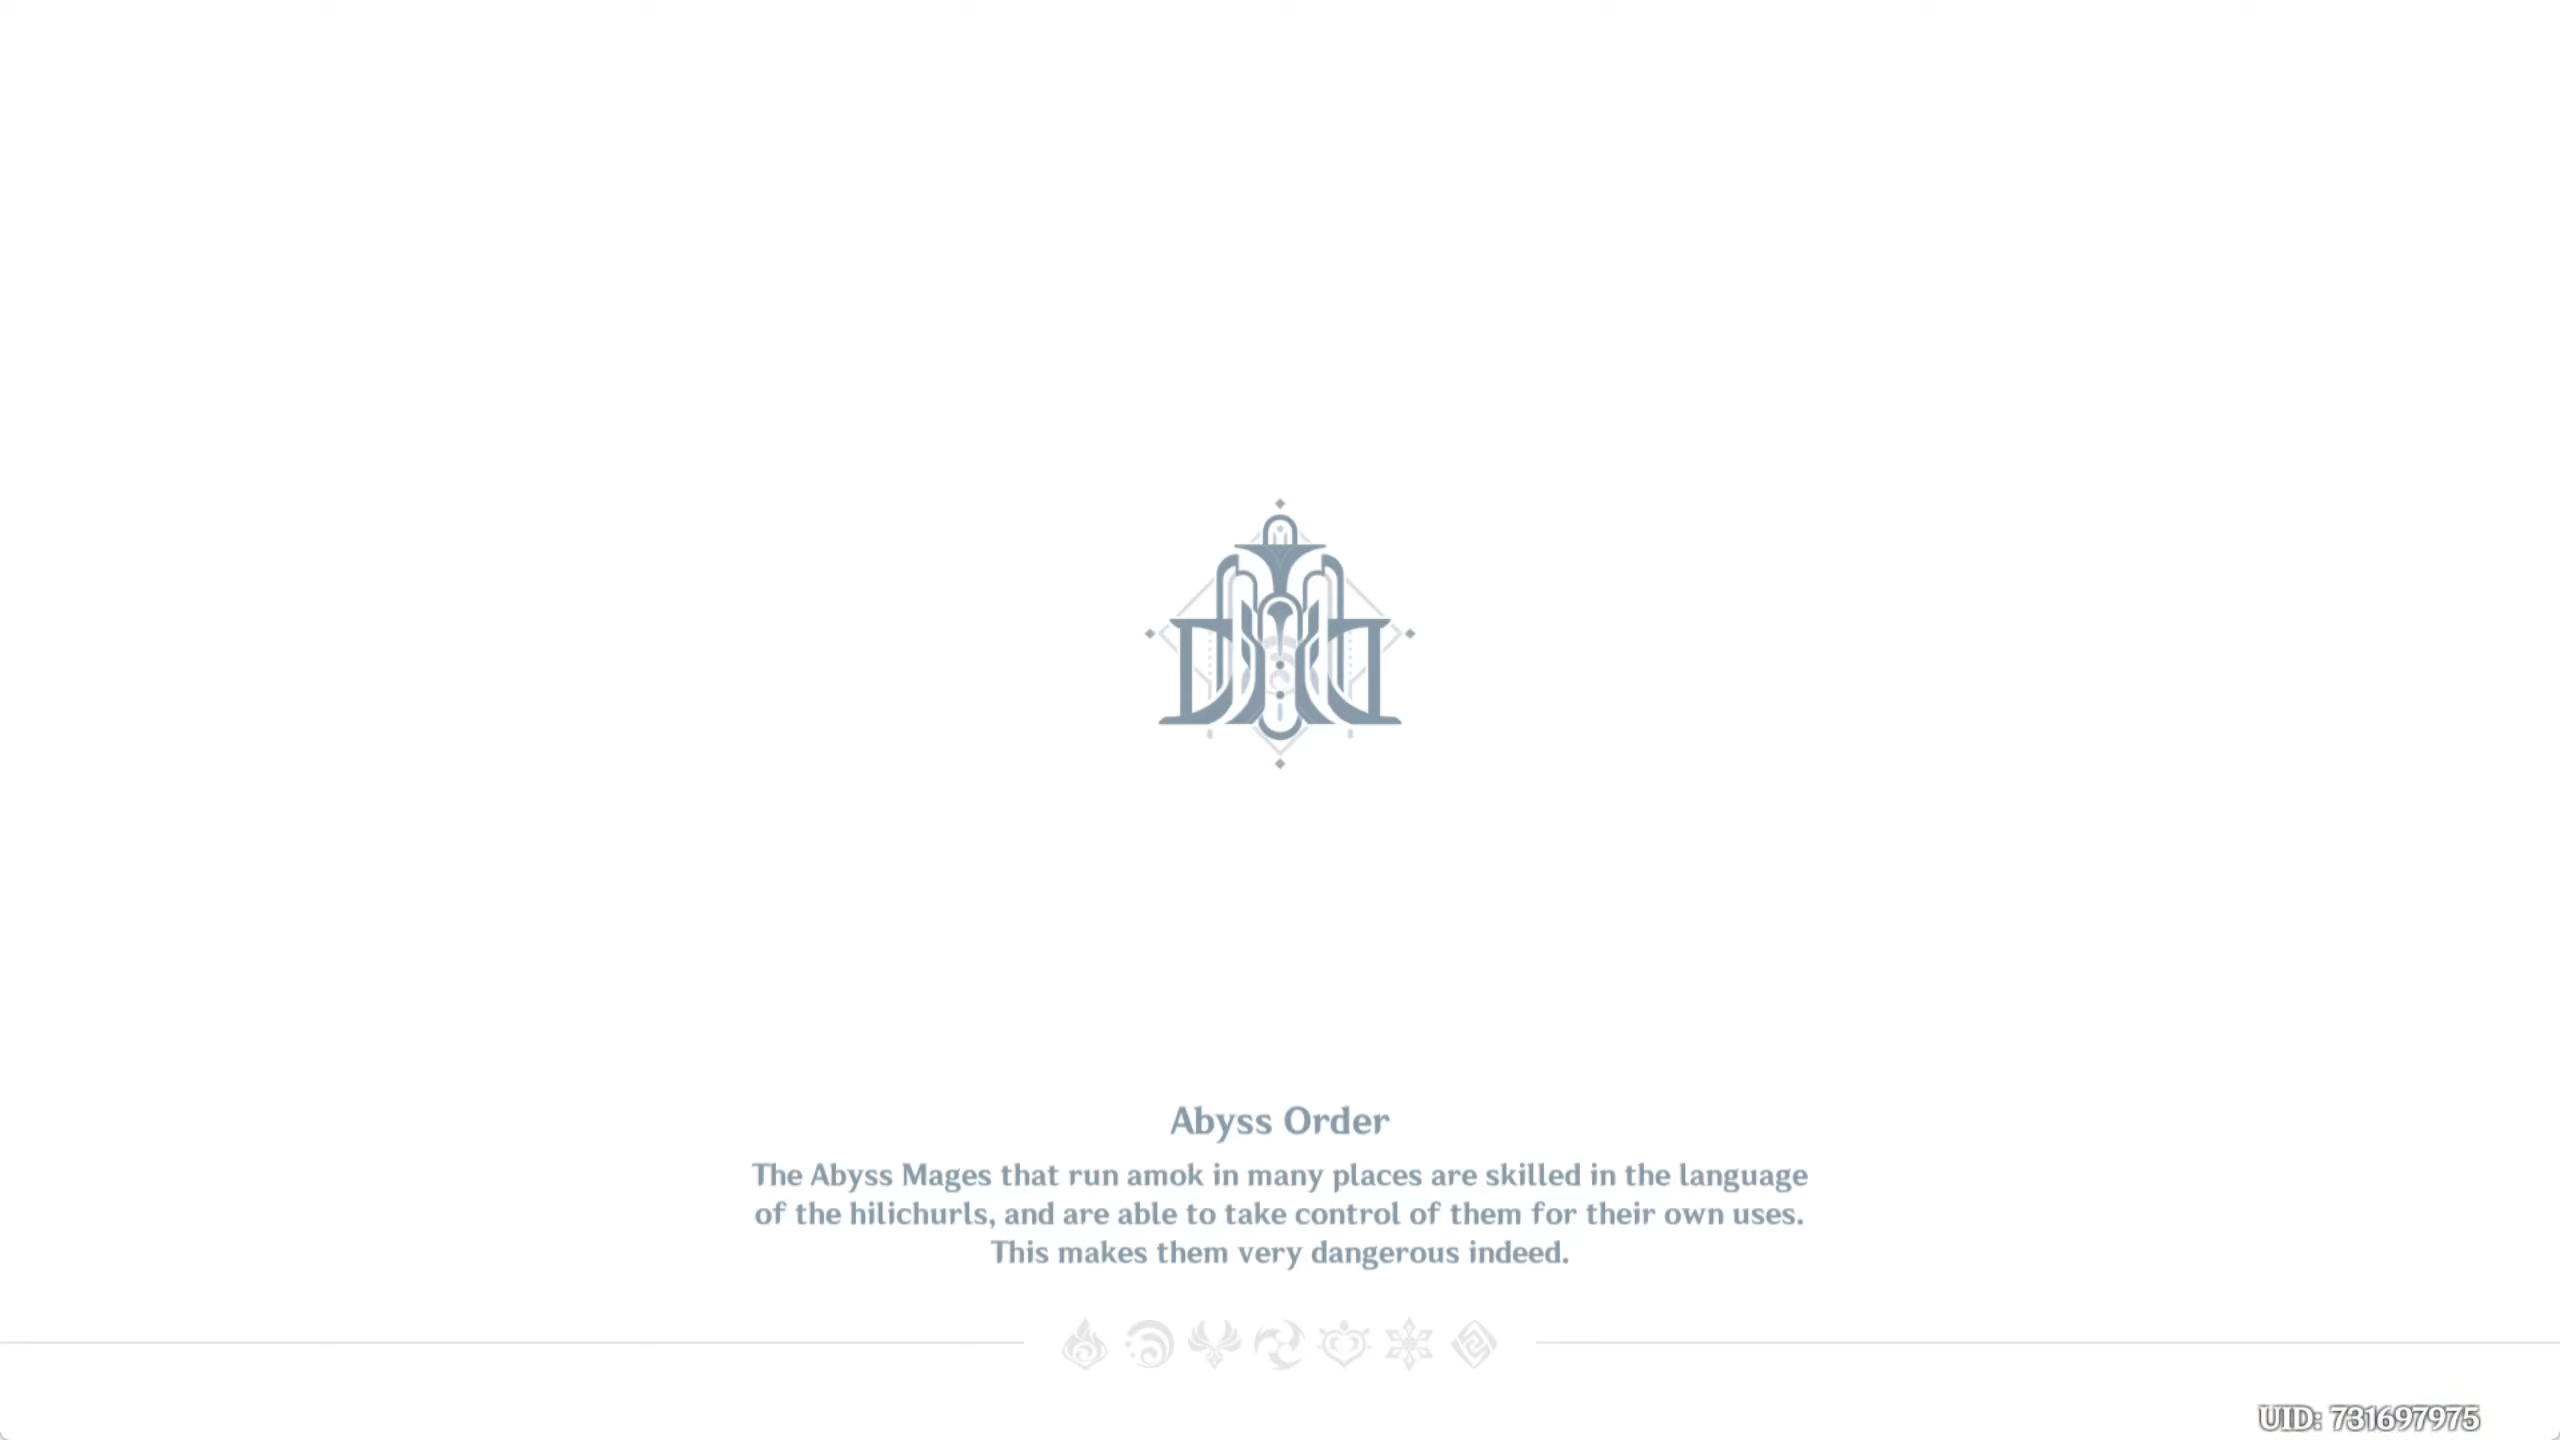 Abyss Order
The Abyss Mages that run amok in many places are skilled in the language
of the hilichurls, and are able to take control of them for their own uses.
This makes them very dangerous indeed.
UID: 731697975